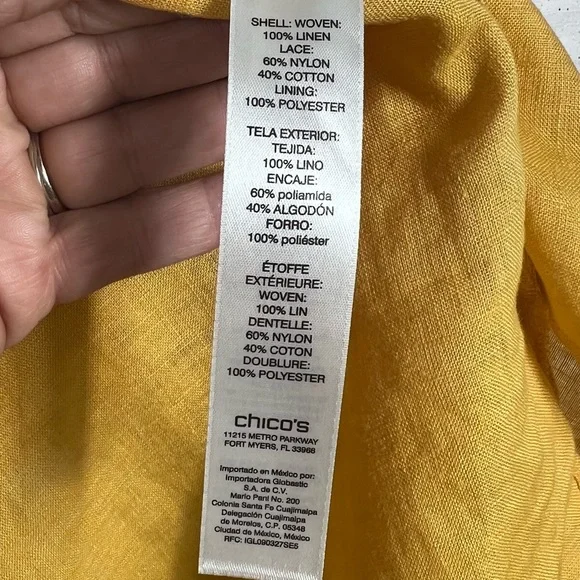 SHELL: WOVEN:
100% LINEN
LACE:
60% NYLON
40% COTTON
LINING:
100% POLYESTER
TELA EXTERIOR:
TEJIDA:
100% LINO
ENCAJE:
60% poliamida
40% ALGODÓN
FORRO:
100% poliéster
ÉTOFFE
EXTÉRIEURE:
WOVEN:
100% LIN
DENTELLE:
60% NYLON
40% COTON
DOUBLURE:
100% POLYESTER
chico's
11215 METRO PARKWAY
FORT MYERS, FL 33966
Importado en México por:
Importadora Globastic
S.A. de C.V.
Mario Pani No. 200
Colonia Santa Fe Cuajimalpa
Delegación Cuajimalpa
de Morelos, C.P. 05348
Ciudad de México, México
RFC: IGL090327SE5